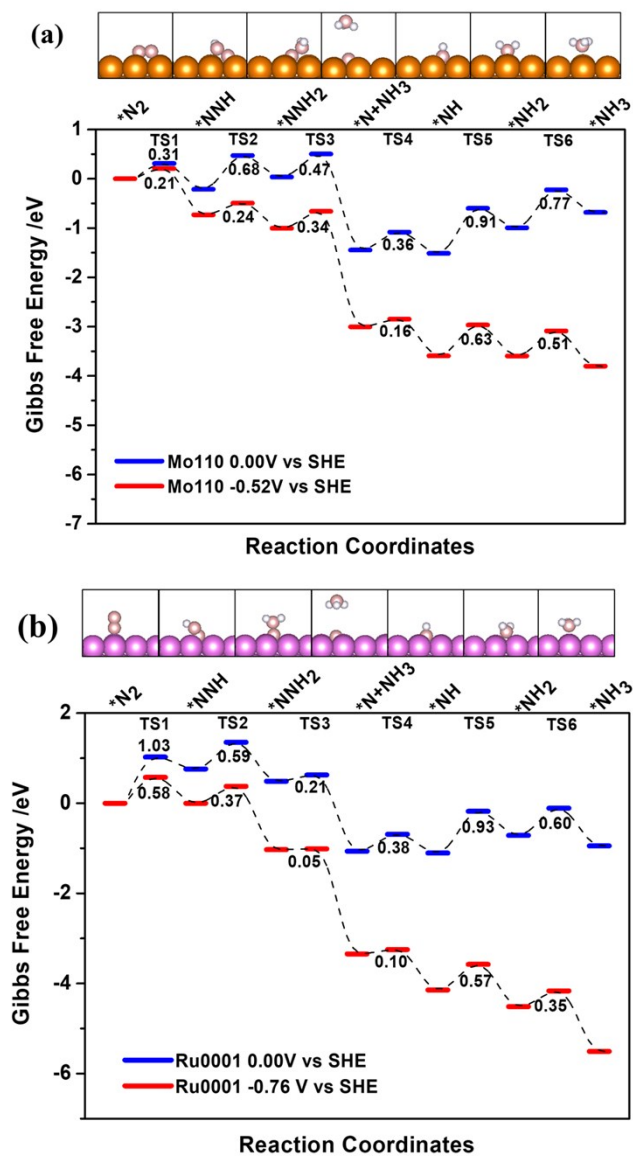 (a)
*N2 *NNH *NNH2 *N+NH3 *NH *NH2 *NH3
TS1 TS2 TS3 TS4 TS5 TS6
0.31 0.68 0.47 0.36 0.91 0.77
0.21 0.24 0.34 0.16 0.63 0.51
1
0
-1
-2
-3
-4
-5
-6
-7
Gibbs Free Energy /eV
Mo110 0.00V vs SHE
Mo110 -0.52V vs SHE
Reaction Coordinates
(b)
*N2 *NNH *NNH2 *N+NH3 *NH *NH2 *NH3
TS1 TS2 TS3 TS4 TS5 TS6
1.03 0.59 0.21 0.38 0.93 0.60
0.58 0.37 0.05 0.10 0.57 0.35
2
0
-2
-4
-6
Gibbs Free Energy /eV
Ru0001 0.00V vs SHE
Ru0001 -0.76 V vs SHE
Reaction Coordinates